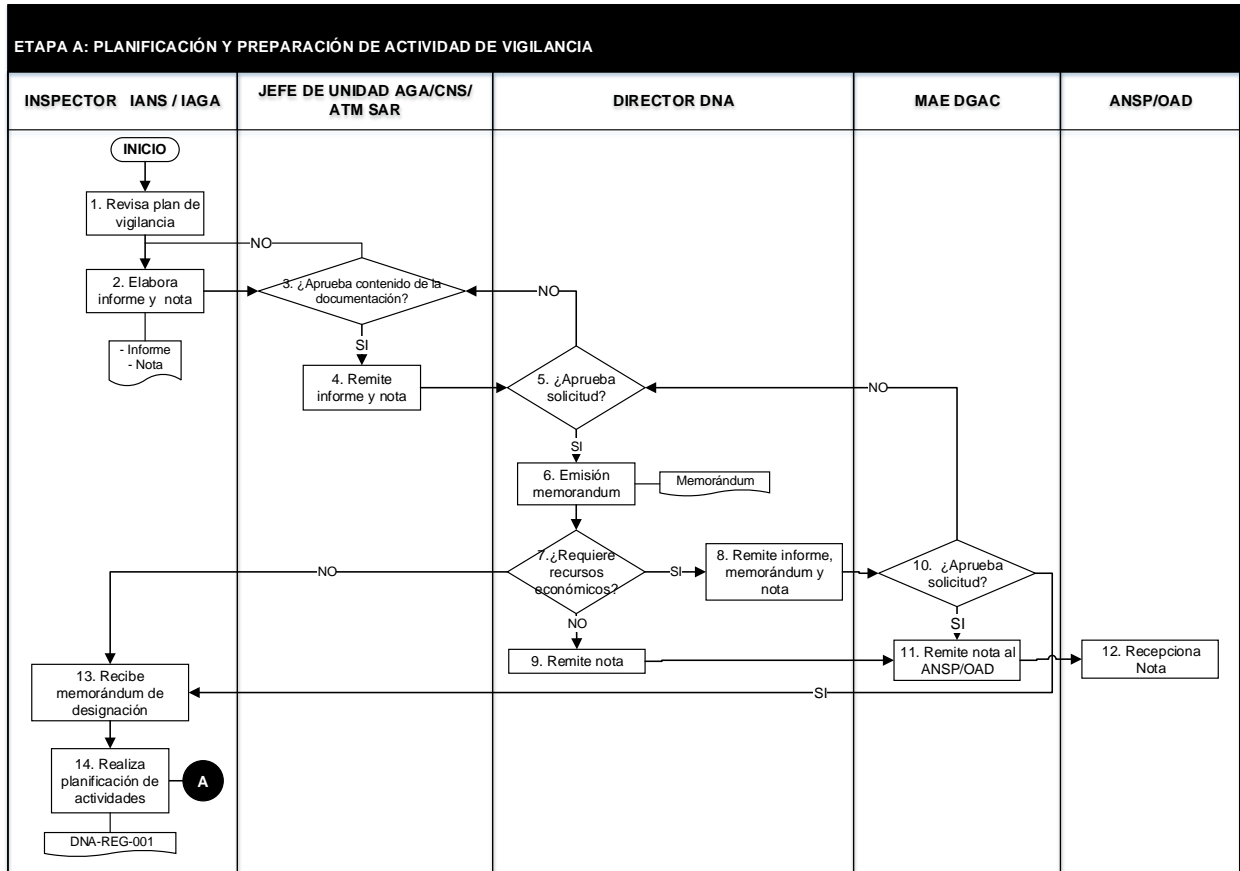 ETAPA A: PLANIFICACIÓN Y PREPARACIÓN DE ACTIVIDAD DE VIGILANCIA
INSPECTOR IANS / IAGA
JEFE DE UNIDAD AGA/CNS/
ATM SAR
DIRECTOR DNA
MAE DGAC
ANSP/OAD
INICIO
1. Revisa plan de
vigilancia
NO
2. Elabora
informe y nota
- Informe
- Nota
3. ¿Aprueba contenido de la
documentación?
NO
SI
4. Remite
informe y nota
5. ¿Aprueba
solicitud?
NO
SI
6. Emisión
memorandum
Memorándum
7.¿Requiere
recursos
económicos?
NO
SI
8. Remite informe,
memorándum y
nota
10. ¿Aprueba
solicitud?
NO
9. Remite nota
SI
11. Remite nota al
ANSP/OAD
12. Recepciona
Nota
SI
13. Recibe
memorándum de
designación
14. Realiza
planificación de
actividades
A
DNA-REG-001